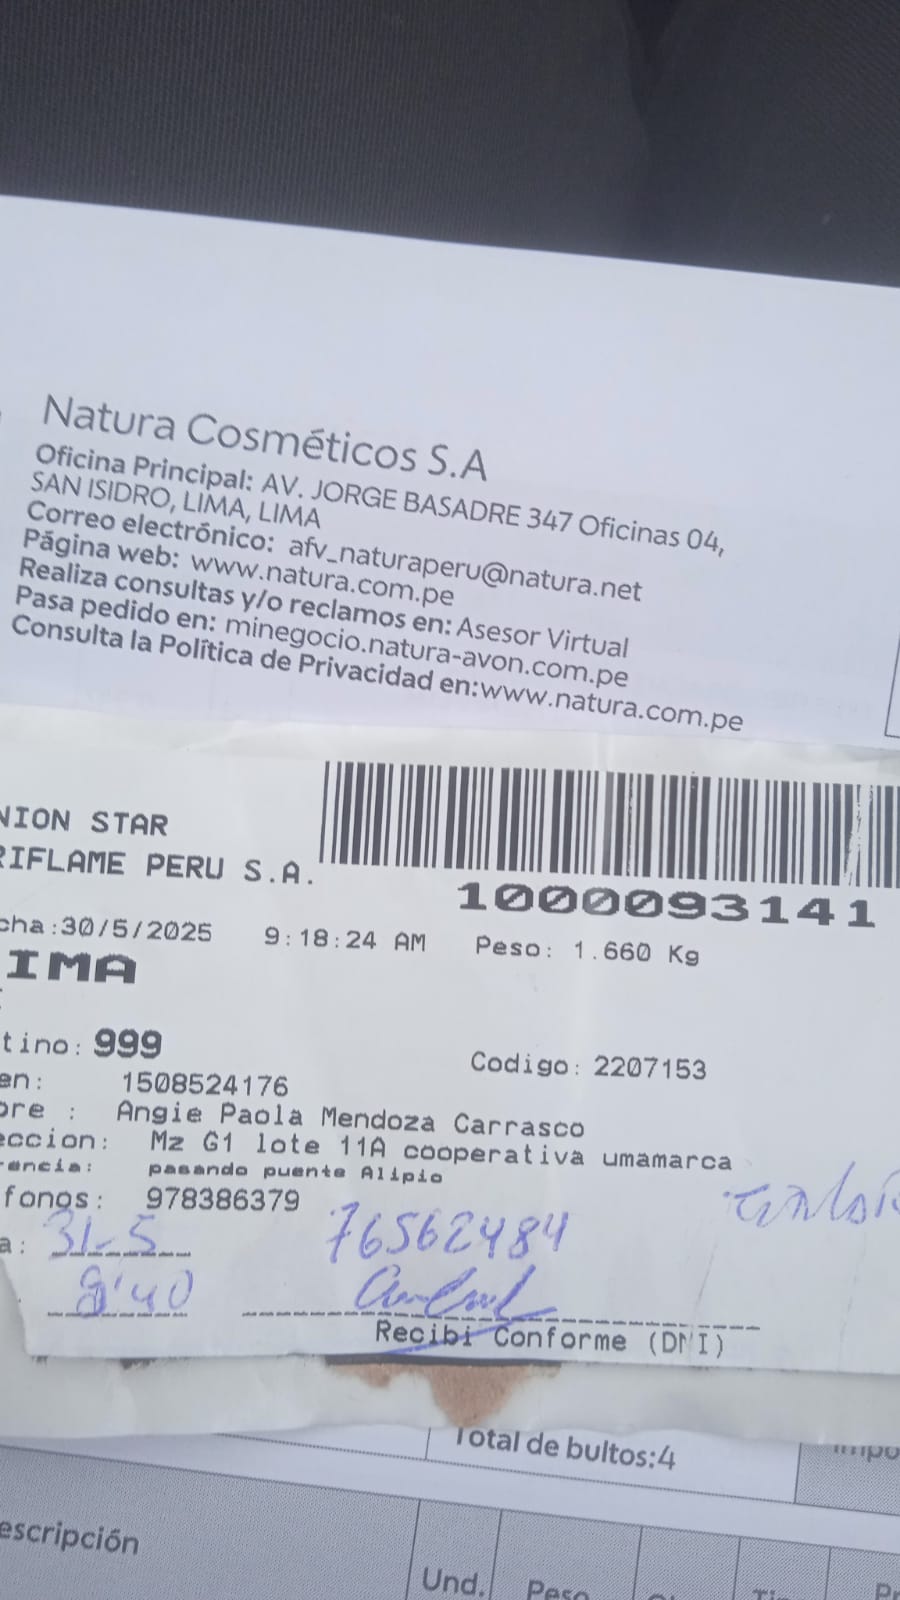 Natura Cosméticos S.A
Oficina Principal: AV. JORGE BASADRE 347 Oficinas 04,
SAN ISIDRO, LIMA, LIMA
Correo electrónico: afv_naturaperu@natura.net
Página web: www.natura.com.pe
Realiza consultas y/o reclamos en: Asesor Virtual
Pasa pedido en: minegocio.natura-avon.com.pe
Consulta la Política de Privacidad en:www.natura.com.pe
NION STAR
RIFLAME PERU S.A.
1000093141
cha:30/5/2025 9:18:24 AM Peso: 1.660 Kg
IMA
tino: 999
Codigo: 2207153
en: 1508524176
bre : Angie Paola Mendoza Carrasco
eccion: Mz G1 lote 11A cooperativa umamarca
rencia: pasando puente Alipio
fonos: 978386379
a: 31-5 76562484
8:40
Recibi Conforme (DNI)
Total de bultos:4
escripción
Und. Peso